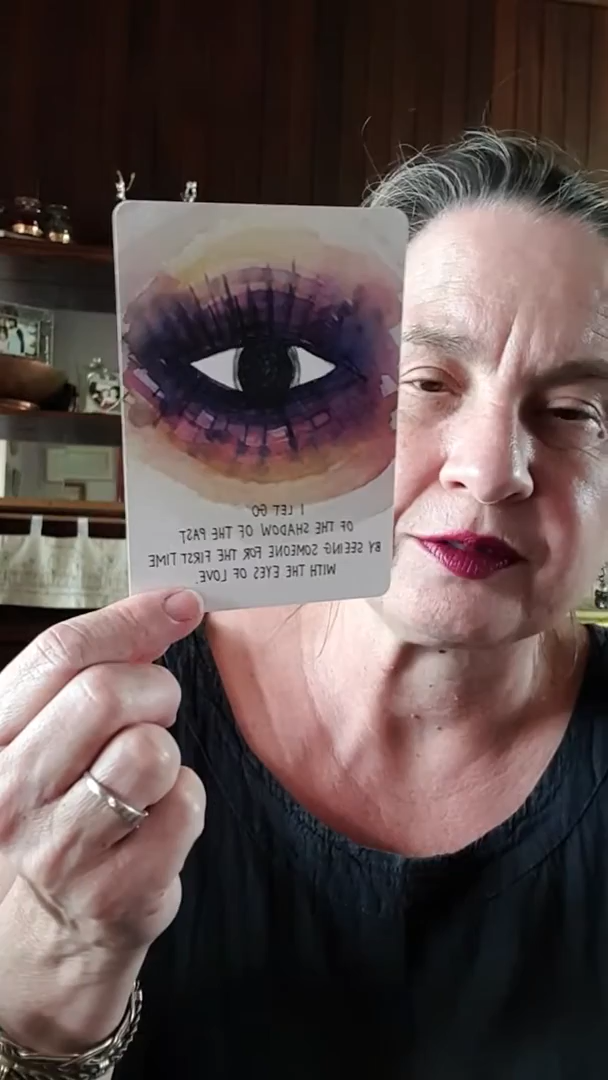 I LET GO
OF THE SHADOW OF THE PAST
BY SEEING SOMEONE FOR THE FIRST TIME
WITH THE EYES OF LOVE.